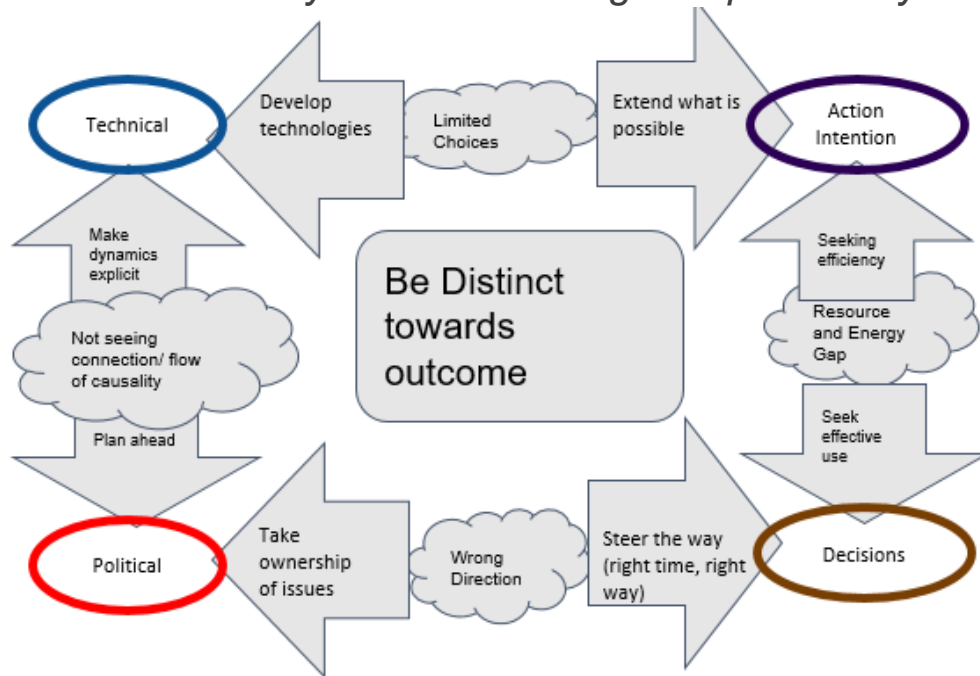 Technical
Develop
technologies
Limited
Choices
Extend what is
possible
Action
Intention
Make
dynamics
explicit
Seeking
efficiency
Be Distinct
towards
outcome
Not seeing
connection/ flow
of causality
Resource
and Energy
Gap
Plan ahead
Seek
effective
use
Political
Take
ownership
of issues
Wrong
Direction
Steer the way
(right time, right
way)
Decisions